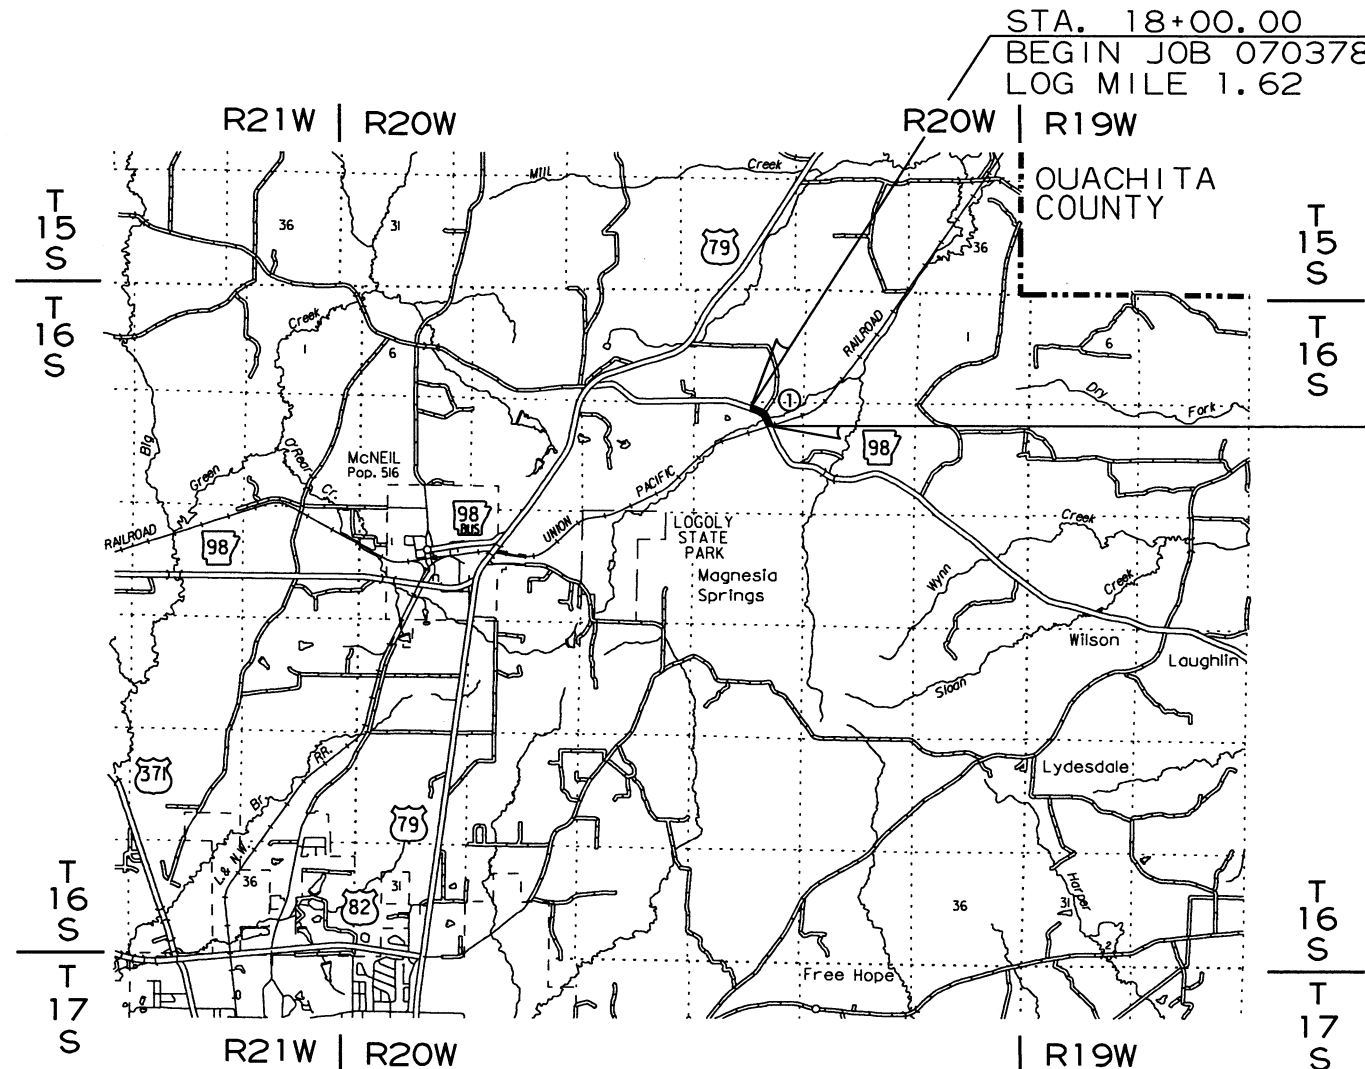 STA. 18+00.00
BEGIN JOB 070378
LOG MILE 1.62
R21W
R20W
R20W
R19W
OUACHITA
COUNTY
T
15
S
T
16
S
T
15
S
T
16
S
Mill
Creek
36
31
79
36
RAILROAD
Creek
1
6
1
6
Dry
Fork
1
98
Big
Green
O'Rear
Cr.
McNEIL
Pop. 516
98
BUS
UNION
PACIFIC
RAILROAD
98
LOGOLY
STATE
PARK
Magnesia
Springs
Creek
Wynn
Creek
Wilson
Laughlin
Sloan
371
RR.
Br.
L.& N.W.
79
Lydesdale
36
31
82
36
Harper
31
2
Free Hope
T
16
S
T
17
S
T
16
S
T
17
S
R21W
R20W
R19W